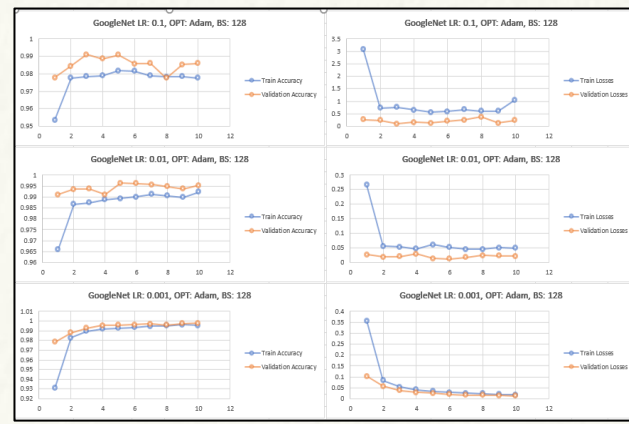 GoogleNet LR: 0.1, OPT: Adam, BS: 128
1
0.99
0.98
0.97
0.96
0.95
0 2 4 6 8 10 12
Train Accuracy
Validation Accuracy
GoogleNet LR: 0.1, OPT: Adam, BS: 128
3.5
3
2.5
2
1.5
1
0.5
0
0 2 4 6 8 10 12
Train Losses
Validation Losses
GoogleNet LR: 0.01, OPT: Adam, BS: 128
1
0.995
0.99
0.985
0.98
0.975
0.97
0.965
0.96
0 2 4 6 8 10 12
Train Accuracy
Validation Accuracy
GoogleNet LR: 0.01, OPT: Adam, BS: 128
0.3
0.25
0.2
0.15
0.1
0.05
0
0 2 4 6 8 10 12
Train Losses
Validation Losses
GoogleNet LR: 0.001, OPT: Adam, BS: 128
1.01
1
0.99
0.98
0.97
0.96
0.95
0.94
0.93
0.92
0 2 4 6 8 10 12
Train Accuracy
Validation Accuracy
GoogleNet LR: 0.001, OPT: Adam, BS: 128
0.4
0.35
0.3
0.25
0.2
0.15
0.1
0.05
0
0 2 4 6 8 10 12
Train Losses
Validation Losses